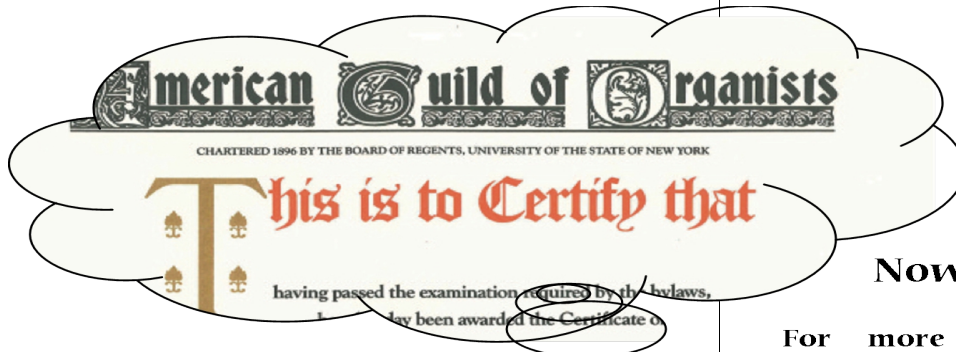 American Guild of Organists
CHARTERED 1896 BY THE BOARD OF REGENTS, UNIVERSITY OF THE STATE OF NEW YORK
This is to Certify that
having passed the examination required by the bylaws,
been awarded the Certificate
Now
For more